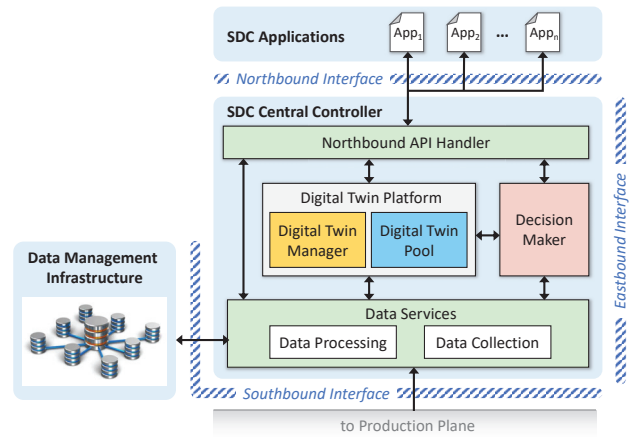 SDC Applications
App1
App2
...
Appn
Northbound Interface
SDC Central Controller
Northbound API Handler
Digital Twin Platform
Digital Twin
Manager
Digital Twin
Pool
Decision
Maker
Eastbound Interface
Data Management
Infrastructure
Data Services
Data Processing
Data Collection
Southbound Interface
to Production Plane